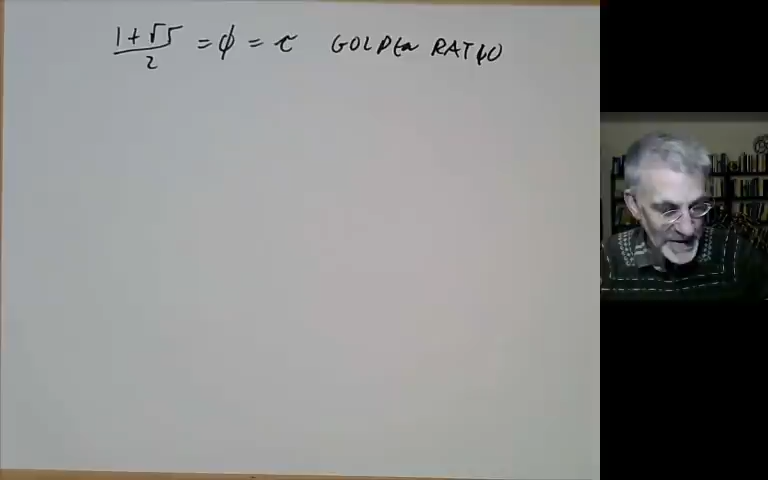 (1+√5)/2 = φ = τ GOLDEN RATIO